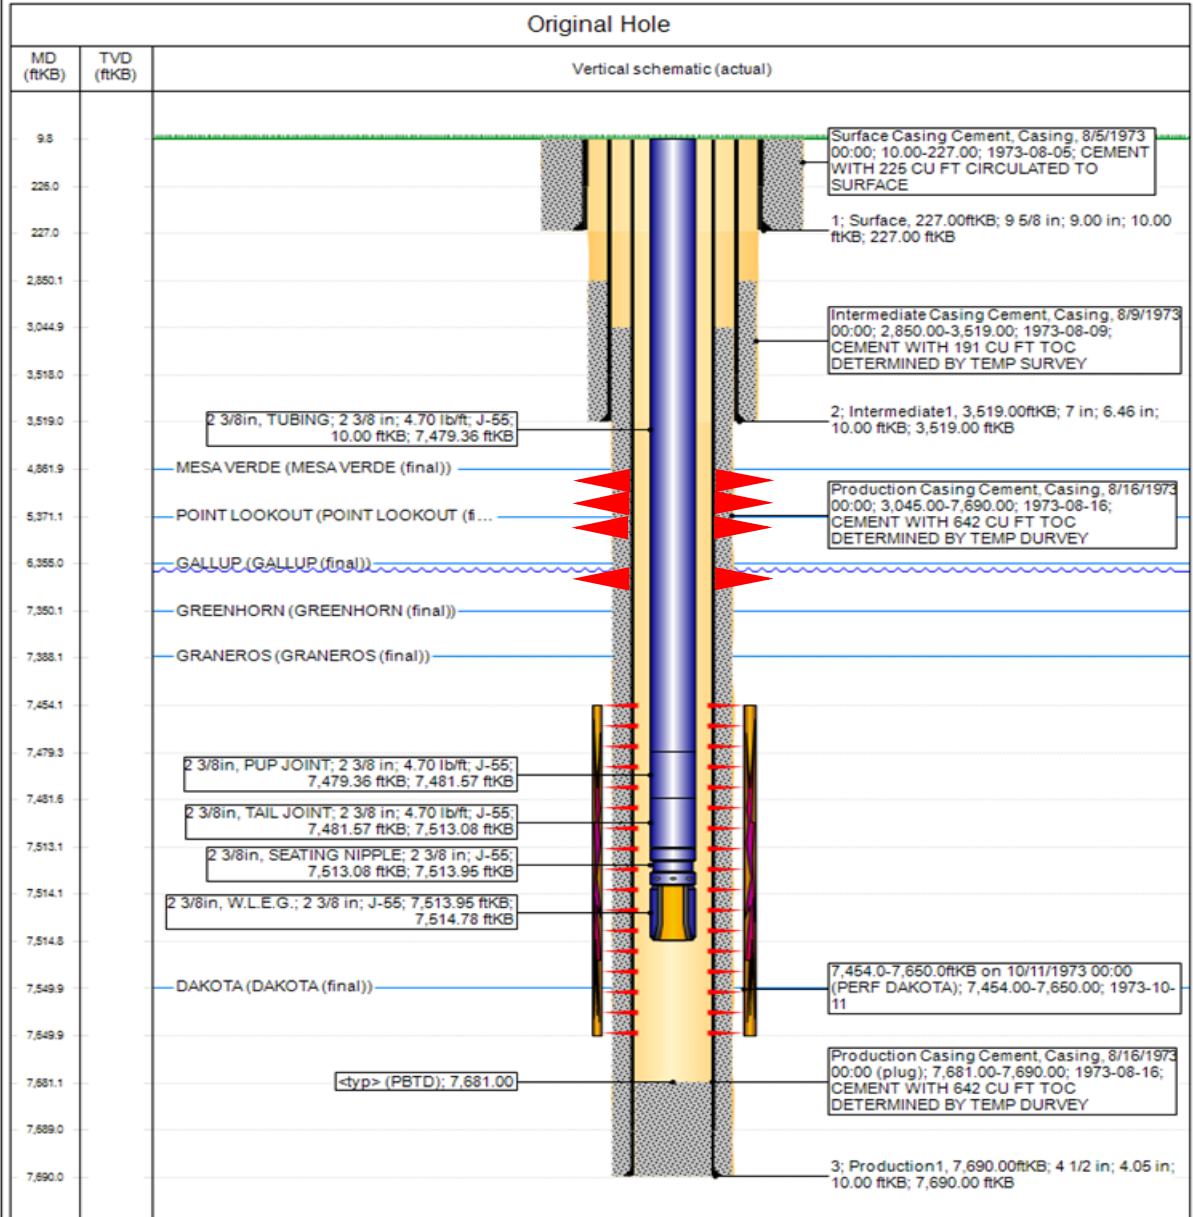 Original Hole
MD
(ftKB)
TVD
(ftKB)
Vertical schematic (actual)
9.8
226.0
227.0
2,850.1
3,044.9
3,518.0
3,519.0
4,861.9
5,371.1
6,355.0
7,350.1
7,388.1
7,454.1
7,479.3
7,481.6
7,513.1
7,514.1
7,514.8
7,549.9
7,649.9
7,681.1
7,689.0
7,690.0
Surface Casing Cement, Casing, 8/5/1973
00:00; 10.00-227.00; 1973-08-05; CEMENT
WITH 225 CU FT CIRCULATED TO
SURFACE
1; Surface, 227.00ftKB; 9 5/8 in; 9.00 in; 10.00
ftKB; 227.00 ftKB
Intermediate Casing Cement, Casing, 8/9/1973
00:00; 2,850.00-3,519.00; 1973-08-09;
CEMENT WITH 191 CU FT TOC
DETERMINED BY TEMP SURVEY
2; Intermediate1, 3,519.00ftKB; 7 in; 6.46 in;
10.00 ftKB; 3,519.00 ftKB
2 3/8in, TUBING; 2 3/8 in; 4.70 lb/ft; J-55;
10.00 ftKB; 7,479.36 ftKB
MESA VERDE (MESA VERDE (final))
Production Casing Cement, Casing, 8/16/1973
00:00; 3,045.00-7,690.00; 1973-08-16;
CEMENT WITH 642 CU FT TOC
DETERMINED BY TEMP DURVEY
POINT LOOKOUT (POINT LOOKOUT (fi...
GALLUP (GALLUP (final))
GREENHORN (GREENHORN (final))
GRANEROS (GRANEROS (final))
2 3/8in, PUP JOINT; 2 3/8 in; 4.70 lb/ft; J-55;
7,479.36 ftKB; 7,481.57 ftKB
2 3/8in, TAIL JOINT; 2 3/8 in; 4.70 lb/ft; J-55;
7,481.57 ftKB; 7,513.08 ftKB
2 3/8in, SEATING NIPPLE; 2 3/8 in; J-55;
7,513.08 ftKB; 7,513.95 ftKB
2 3/8in, W.L.E.G.; 2 3/8 in; J-55; 7,513.95 ftKB;
7,514.78 ftKB
DAKOTA (DAKOTA (final))
7,454.0-7,650.0ftKB on 10/11/1973 00:00
(PERF DAKOTA); 7,454.00-7,650.00; 1973-10-
11
<typ> (PBTD); 7,681.00
Production Casing Cement, Casing, 8/16/1973
00:00 (plug); 7,681.00-7,690.00; 1973-08-16;
CEMENT WITH 642 CU FT TOC
DETERMINED BY TEMP DURVEY
3; Production1, 7,690.00ftKB; 4 1/2 in; 4.05 in;
10.00 ftKB; 7,690.00 ftKB